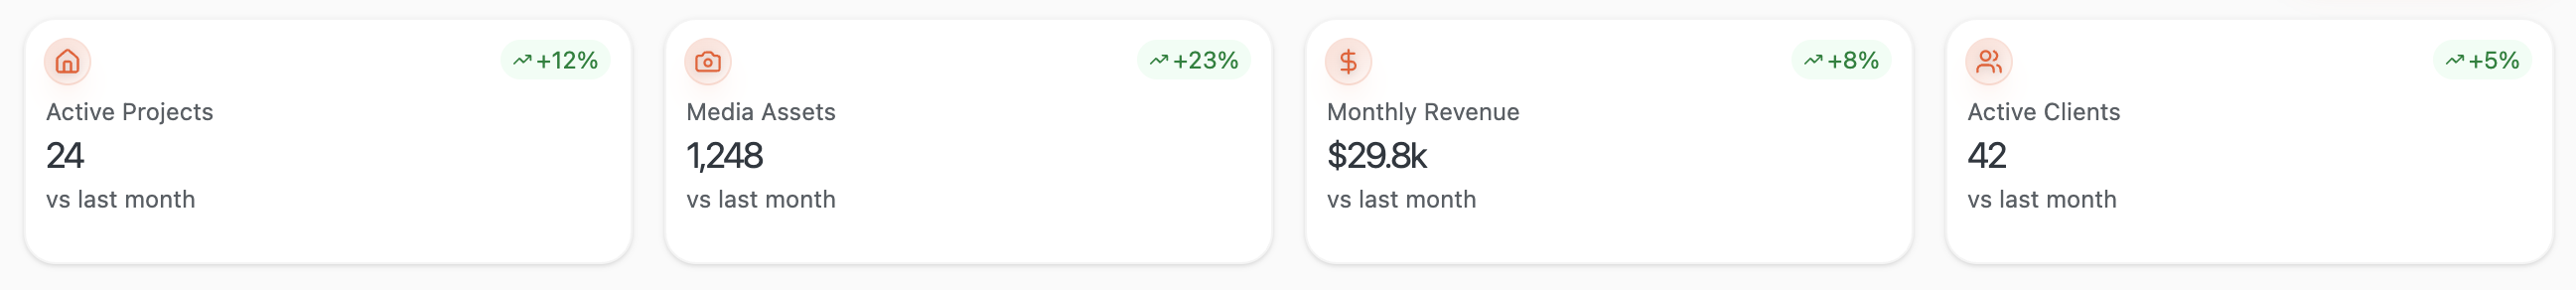 +12%
Active Projects
24
vs last month
+23%
Media Assets
1,248
vs last month
+8%
Monthly Revenue
$29.8k
vs last month
+5%
Active Clients
42
vs last month